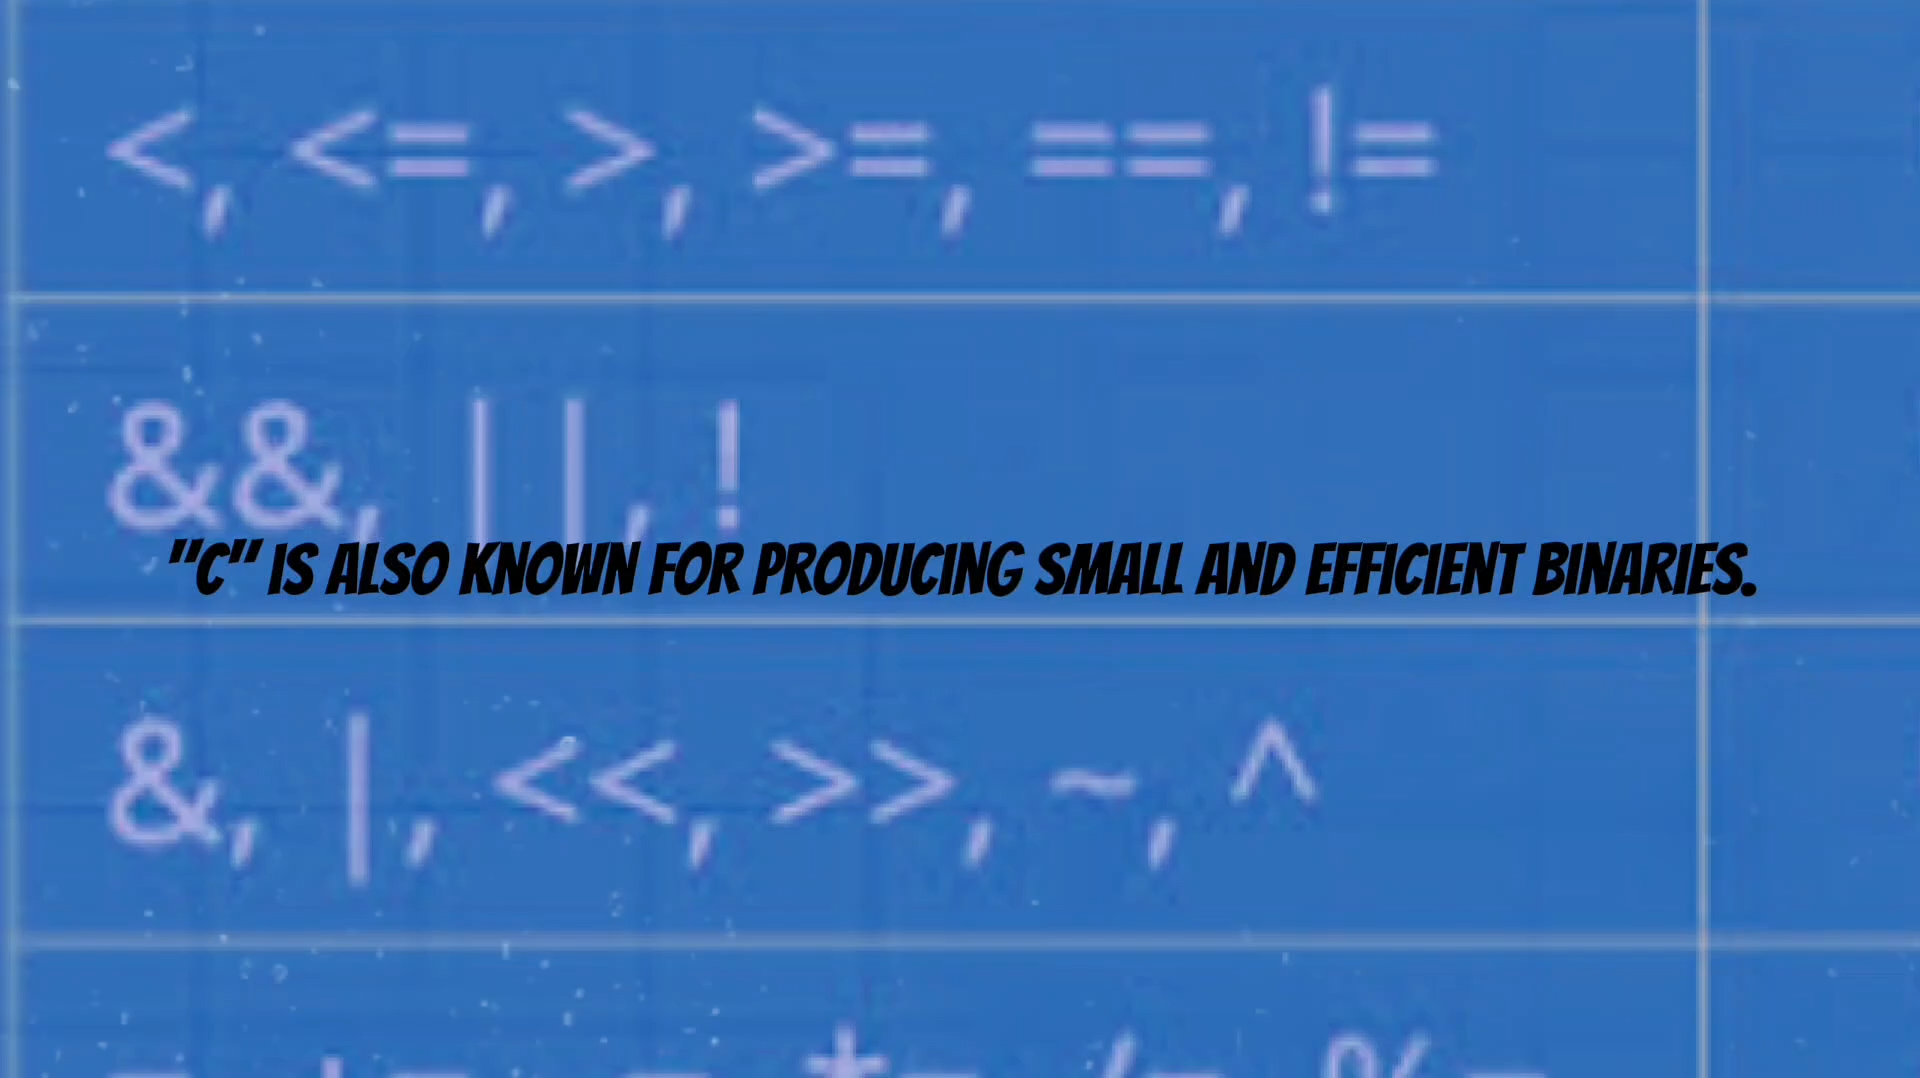 <, <=, >, >=, ==, !=
&&, ||, !
"C" IS ALSO KNOWN FOR PRODUCING SMALL AND EFFICIENT BINARIES.
&, |, <<, >>, ~, ^